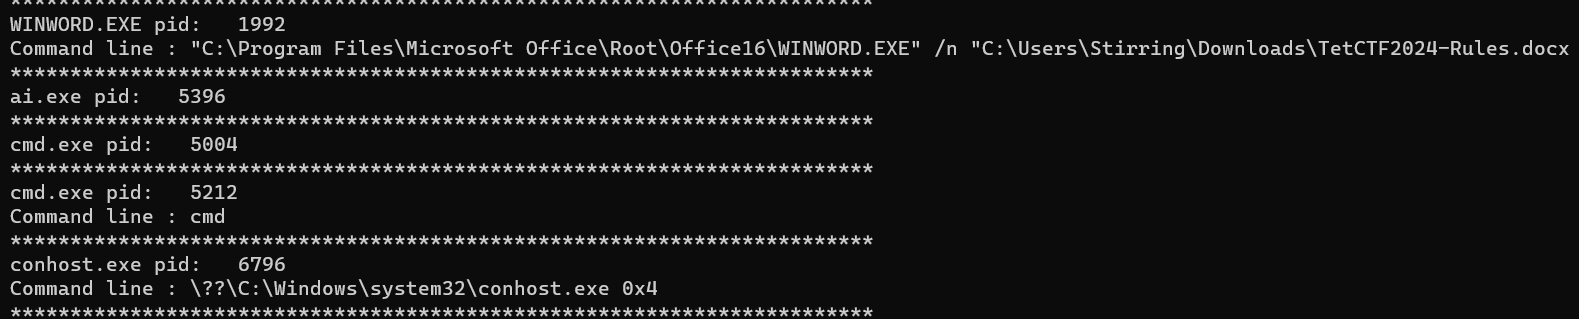 ************************************************************************
WINWORD.EXE pid:   1992
Command line : "C:\Program Files\Microsoft Office\Root\Office16\WINWORD.EXE" /n "C:\Users\Stirring\Downloads\TetCTF2024-Rules.docx
************************************************************************
ai.exe pid:   5396
************************************************************************
cmd.exe pid:   5004
************************************************************************
cmd.exe pid:   5212
Command line : cmd
************************************************************************
conhost.exe pid:   6796
Command line : \??\C:\Windows\system32\conhost.exe 0x4
************************************************************************